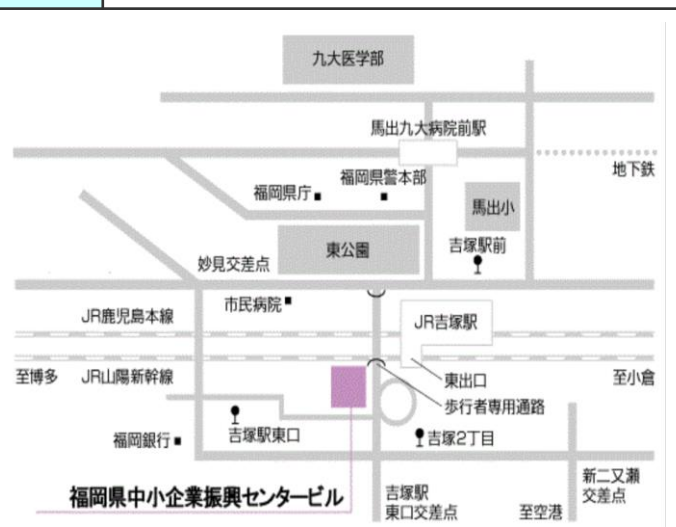 九大医学部
馬出九大病院前駅
地下鉄
福岡県警本部
福岡県庁
馬出小
東公園
吉塚駅前
妙見交差点
市民病院
JR鹿児島本線
JR吉塚駅
至博多
JR山陽新幹線
東出口
至小倉
歩行者専用通路
吉塚駅東口
吉塚2丁目
福岡銀行
福岡県中小企業振興センタービル
吉塚駅
東口交差点
至空港
新二又瀬
交差点